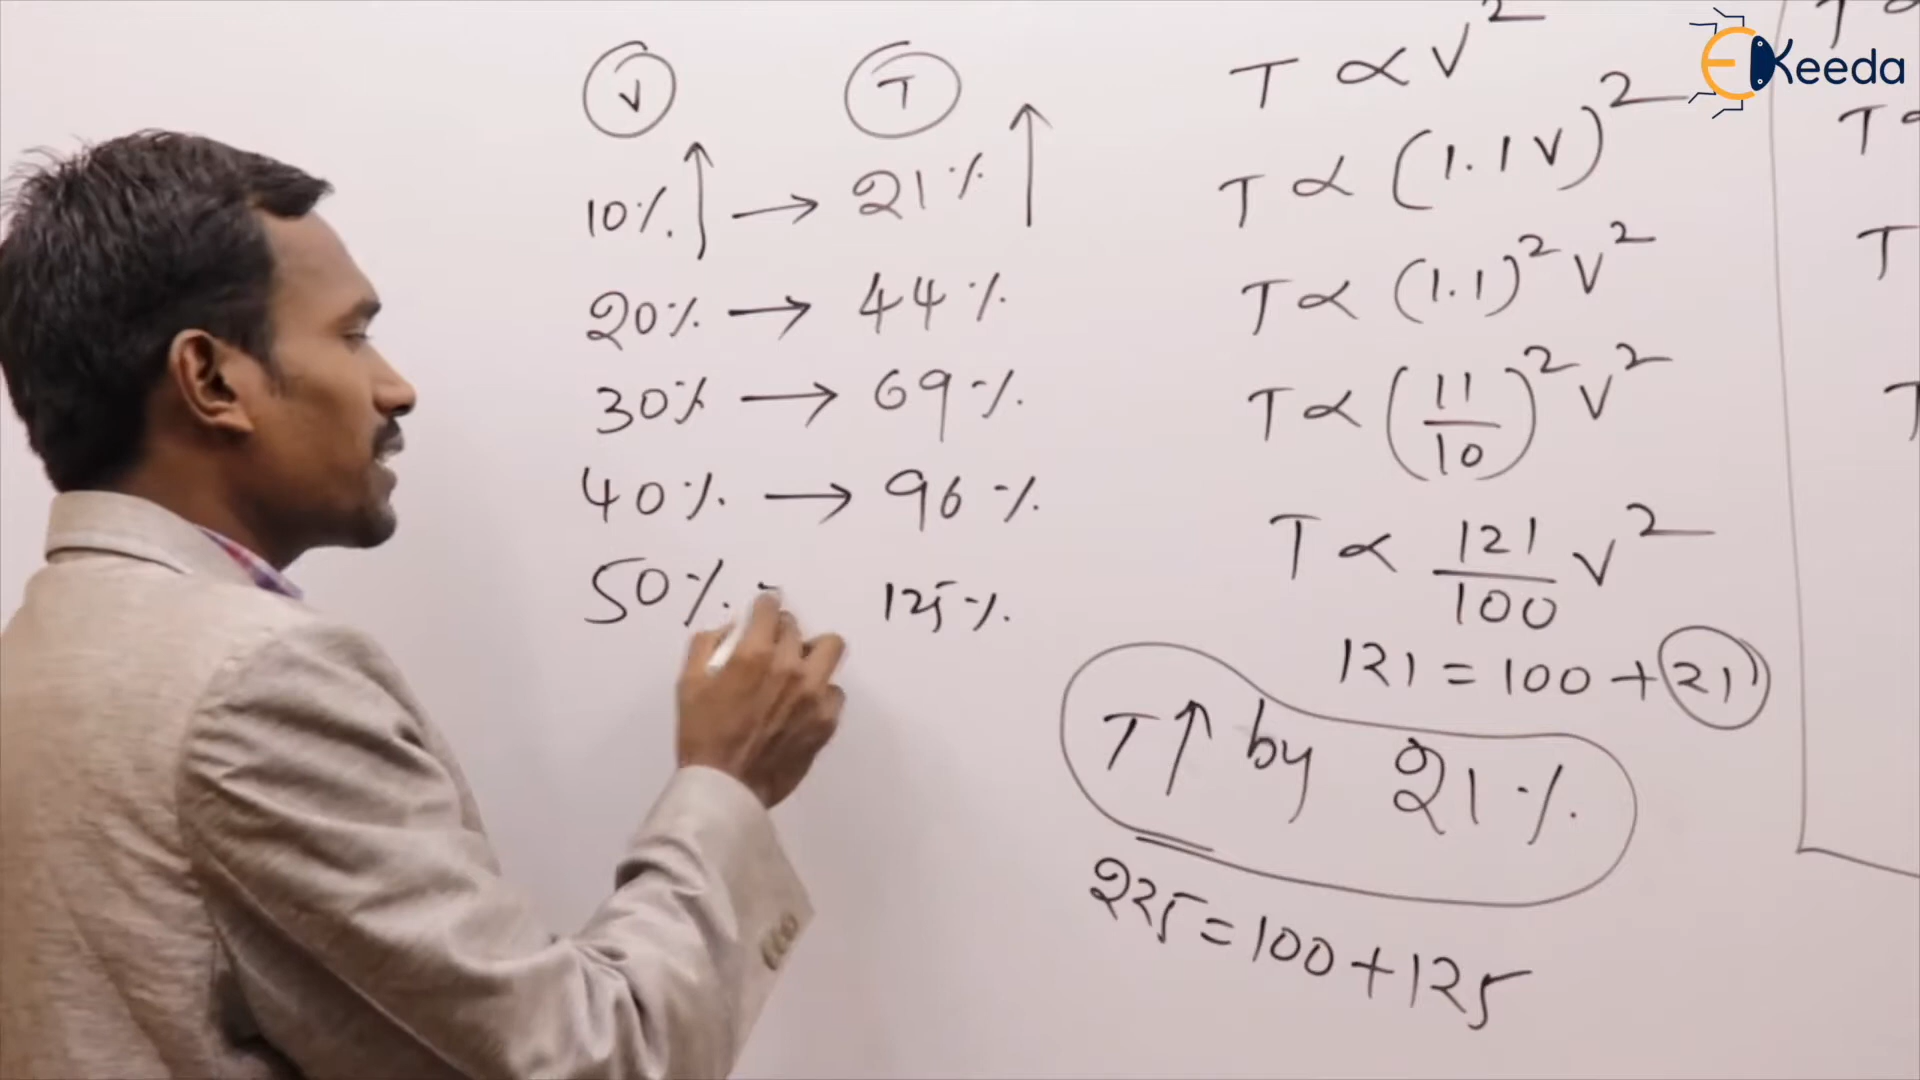 EKeeda
V T
10% ↑ → 21% ↑
20% → 44%
30% → 69%
40% → 96%
50% - 125%
T ∝ V²
T ∝ (1.1V)²
T ∝ (1.1)² V²
T ∝ (11/10)² V²
T ∝ 121/100 V²
121 = 100 + 21
T↑ by 21%
225 = 100 + 125
T ∝
T
T